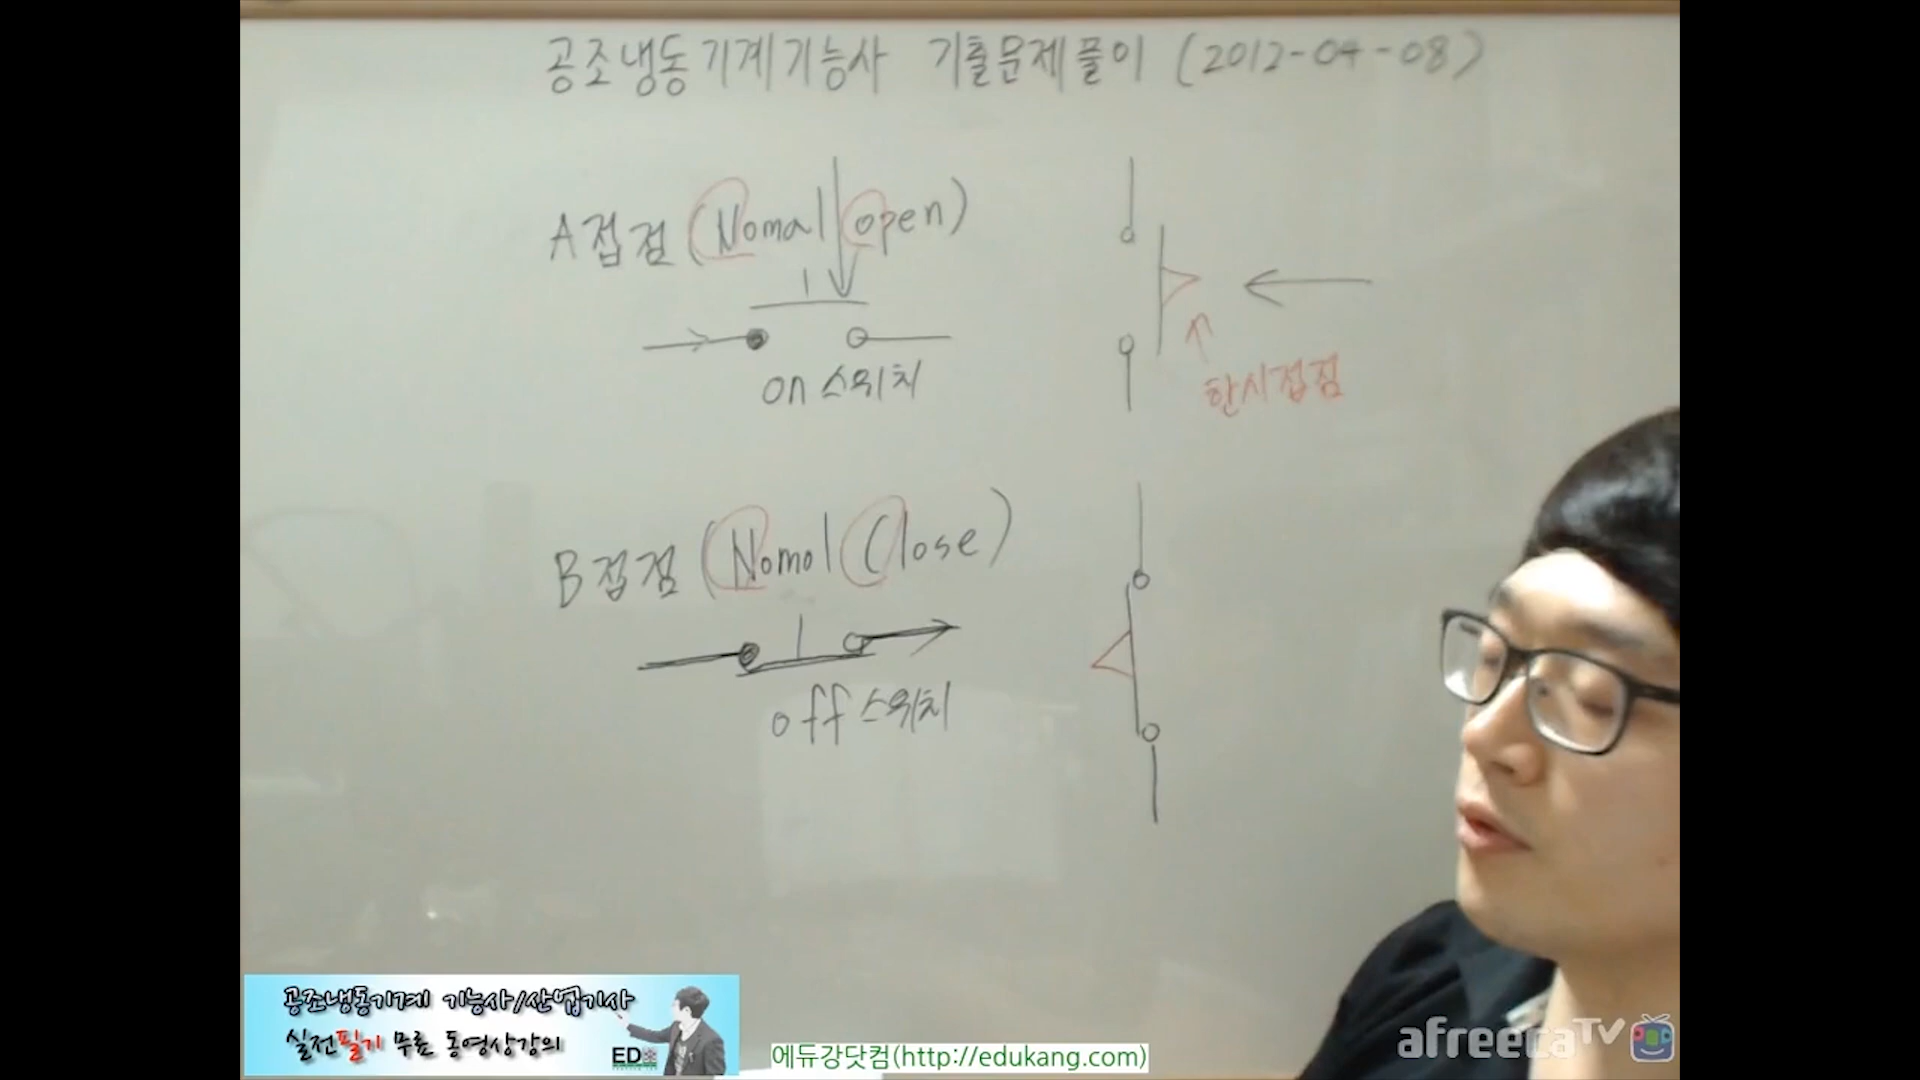 공조냉동기계기능사 기출문제풀이 (2012-04-08)
A접점 (Nomal open)
on 스위치
한시접점
B접점 (Nomal Close)
off 스위치
공조냉동기계 기능사/산업기사
실전필기 무료 동영상강의
에듀강닷컴(http://edukang.com)
afreecaTV